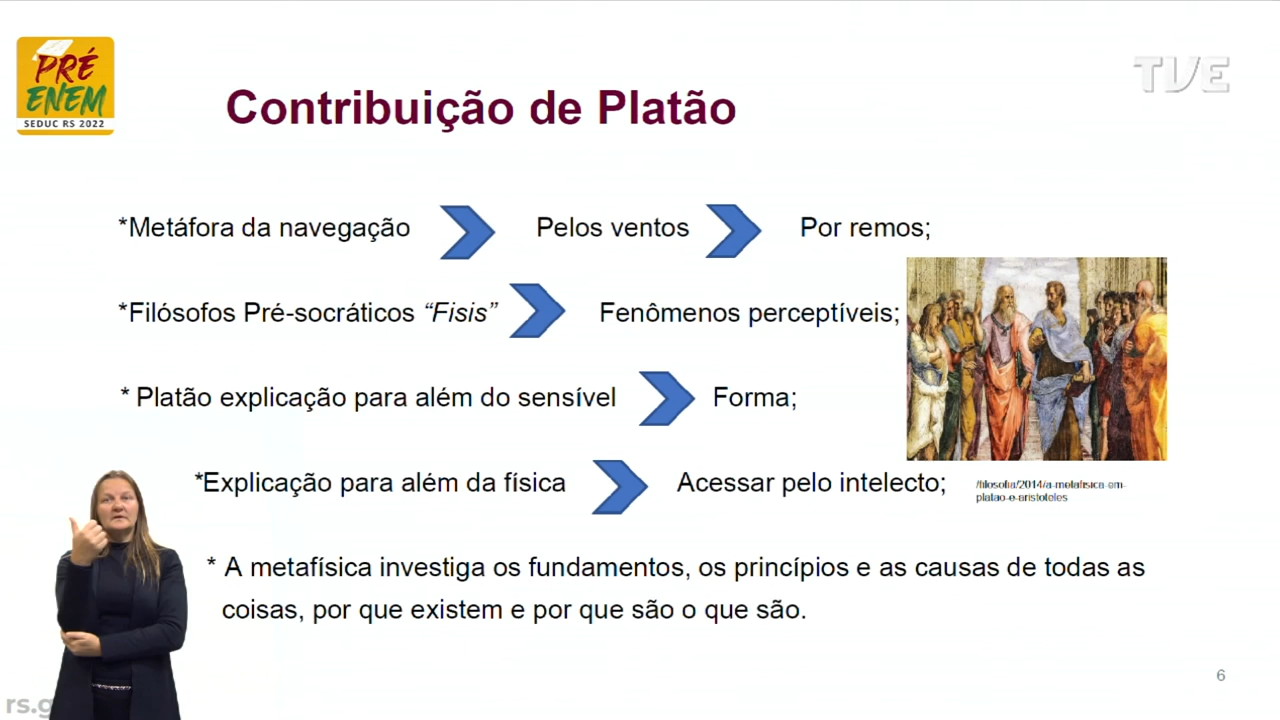 PRÉ
ENEM
SEDUC RS 2022
TVE
Contribuição de Platão
*Metáfora da navegação Pelos ventos Por remos;
*Filósofos Pré-socráticos “Fisis” Fenômenos perceptíveis;
* Platão explicação para além do sensível Forma;
*Explicação para além da física Acessar pelo intelecto;
/filosofia/2014/a-metafisica-em-
platao-e-aristoteles
* A metafísica investiga os fundamentos, os princípios e as causas de todas as
coisas, por que existem e por que são o que são.
6
rs.g